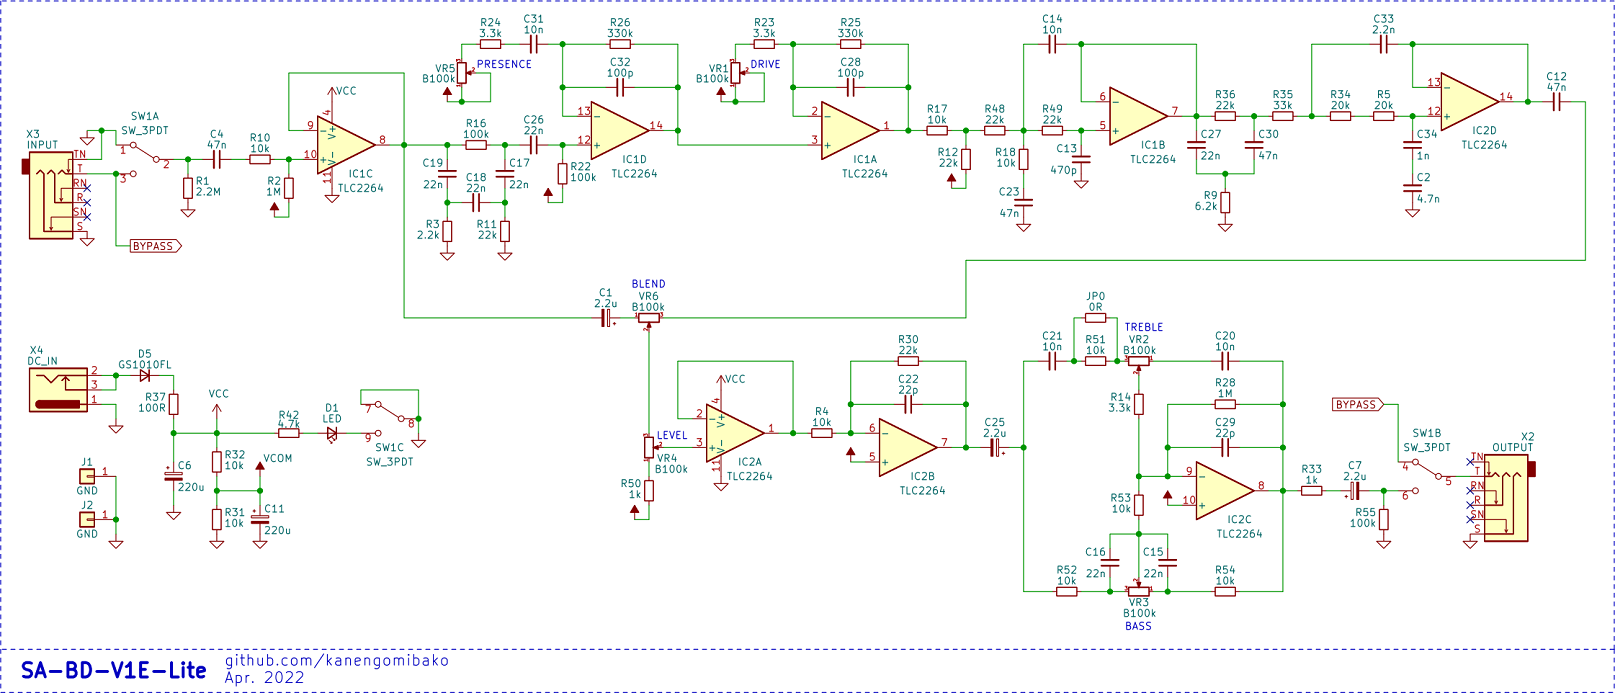 R24
3.3k
C31
10n
R26
330k
R23
3.3k
R25
330k
C14
10n
C33
2.2n
VR5
B100k
PRESENCE
C32
100p
VR1
B100k
DRIVE
C28
100p
C12
47n
VCC
SW1A
SW_3PDT
X3
INPUT
C4
47n
R10
10k
R16
100k
C26
22n
R17
10k
R48
22k
R49
22k
R36
22k
R35
33k
R34
20k
R5
20k
TN
T
RN
R
SN
S
1
2
3
R1
2.2M
R2
1M
9
10
8
4
11
V+
V-
IC1C
TLC2264
C19
22n
C17
22n
C18
22n
R3
2.2k
R11
22k
R22
100k
13
12
14
IC1D
TLC2264
2
3
1
IC1A
TLC2264
R12
22k
R18
10k
C23
47n
C13
470p
6
5
7
IC1B
TLC2264
C27
22n
C30
47n
R9
6.2k
13
12
14
IC2D
TLC2264
C34
1n
C2
4.7n
BYPASS
BLEND
C1
2.2u
VR6
B100k
JP0
0R
TREBLE
X4
DC_IN
2
3
1
D5
GS1010FL
R37
100R
VCC
R42
4.7k
D1
LED
7
8
9
SW1C
SW_3PDT
R32
10k
VCOM
C6
220u
R31
10k
C11
220u
J1
1
GND
J2
1
GND
LEVEL
VR4
B100k
R50
1k
VCC
2
3
1
4
11
V+
V-
IC2A
TLC2264
R4
10k
R30
22k
C22
22p
6
5
7
IC2B
TLC2264
C25
2.2u
C21
10n
R51
10k
VR2
B100k
C20
10n
R14
3.3k
R28
1M
C29
22p
9
10
8
IC2C
TLC2264
R53
10k
C16
22n
C15
22n
R52
10k
VR3
B100k
BASS
R54
10k
R33
1k
C7
2.2u
R55
100k
BYPASS
SW1B
SW_3PDT
4
5
6
X2
OUTPUT
TN
T
RN
R
SN
S
SA-BD-V1E-Lite
github.com/kanengomibako
Apr. 2022